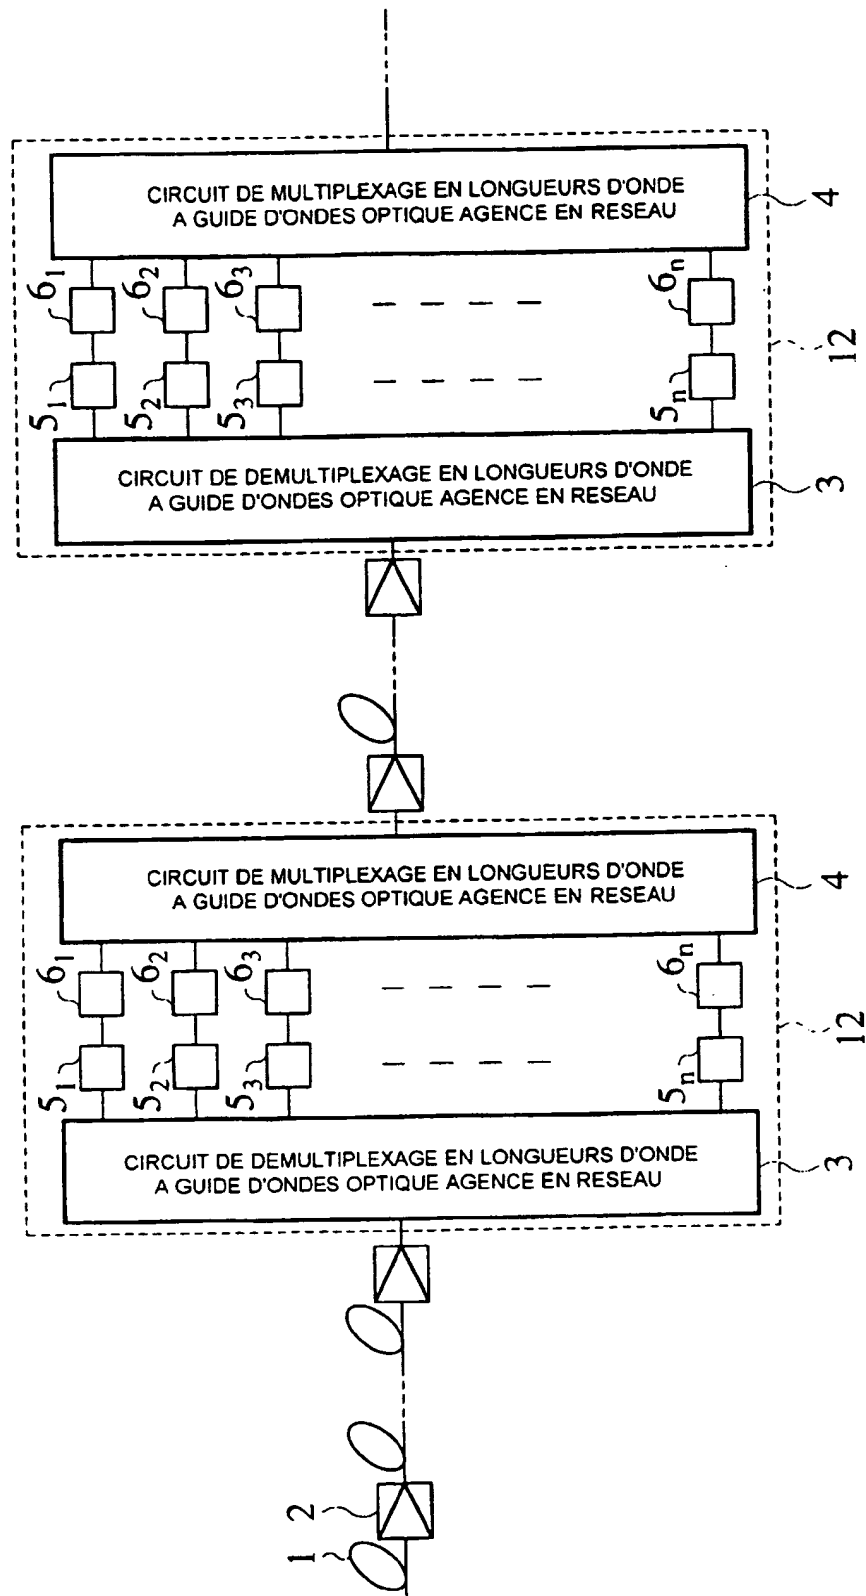 CIRCUIT DE MULTIPLEXAGE EN LONGUEURS D'ONDE
A GUIDE D'ONDES OPTIQUE AGENCE EN RESEAU
4
6₁
6₂
6₃
6ₙ
5₁
5₂
5₃
5ₙ
12
CIRCUIT DE DEMULTIPLEXAGE EN LONGUEURS D'ONDE
A GUIDE D'ONDES OPTIQUE AGENCE EN RESEAU
3
CIRCUIT DE MULTIPLEXAGE EN LONGUEURS D'ONDE
A GUIDE D'ONDES OPTIQUE AGENCE EN RESEAU
4
6₁
6₂
6₃
6ₙ
5₁
5₂
5₃
5ₙ
12
CIRCUIT DE DEMULTIPLEXAGE EN LONGUEURS D'ONDE
A GUIDE D'ONDES OPTIQUE AGENCE EN RESEAU
3
2
1